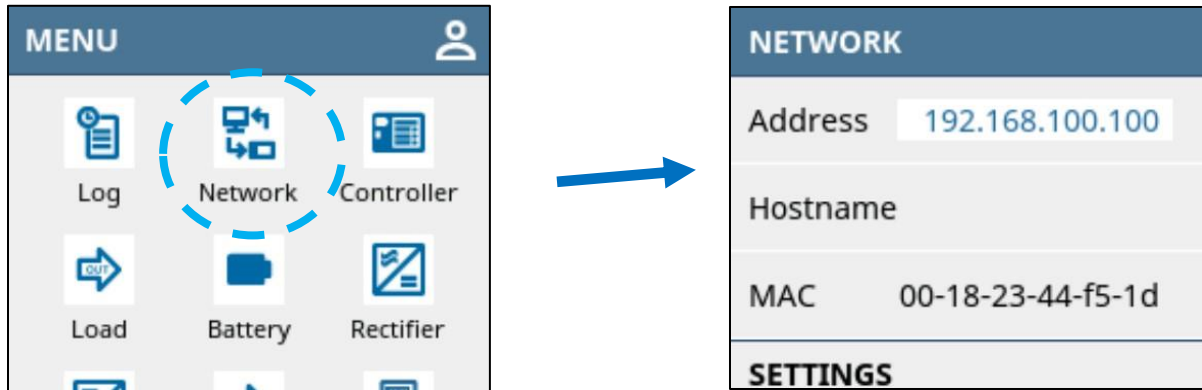 MENU
Log
Network
Controller
OUT
Load
Battery
Rectifier
NETWORK
Address 192.168.100.100
Hostname
MAC 00-18-23-44-f5-1d
SETTINGS